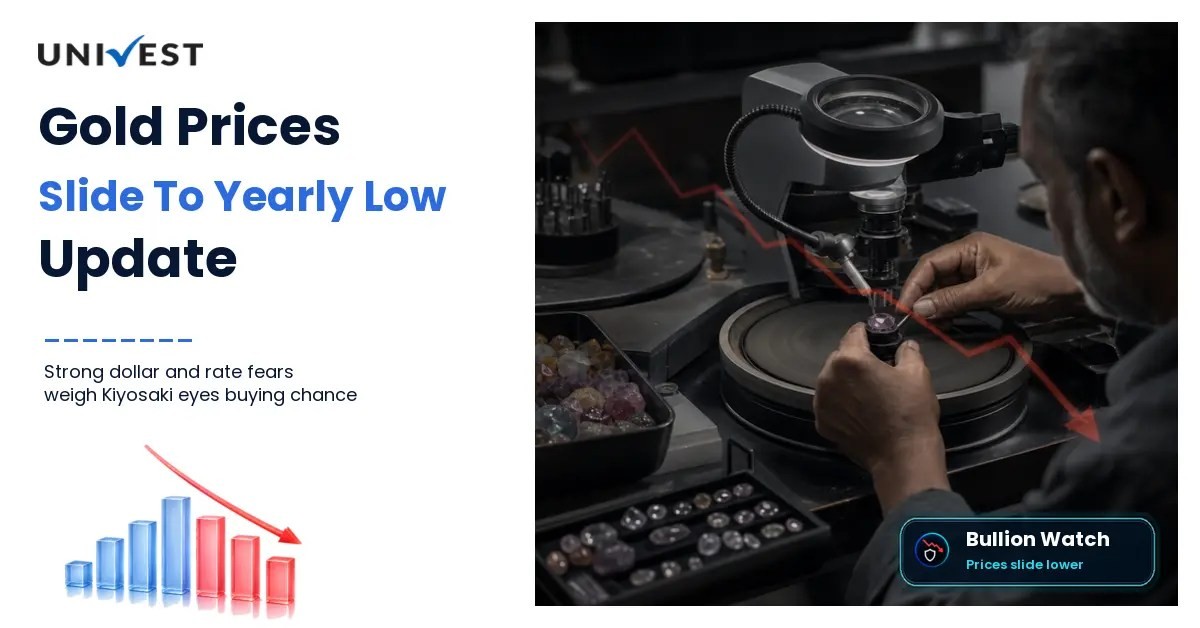 UNIVEST
Gold Prices
Slide To Yearly Low
Update
Strong dollar and rate fears
weigh Kiyosaki eyes buying chance
Bullion Watch
Prices slide lower